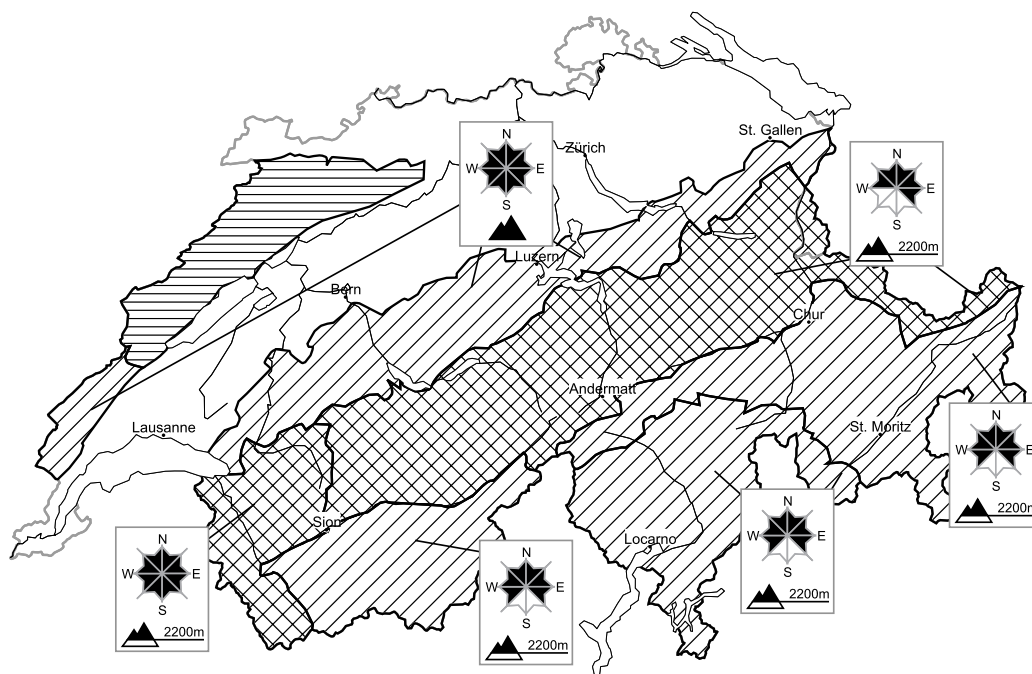 St. Gallen
N
Zürich
W E
S
N
W E
S
2200m
Luzern
Bern
Chur
Andermatt
Lausanne
St. Moritz
N
W E
S
2200m
Sion
Locarno
N
W E
S
2200m
N
W E
S
2200m
N
W E
S
2200m